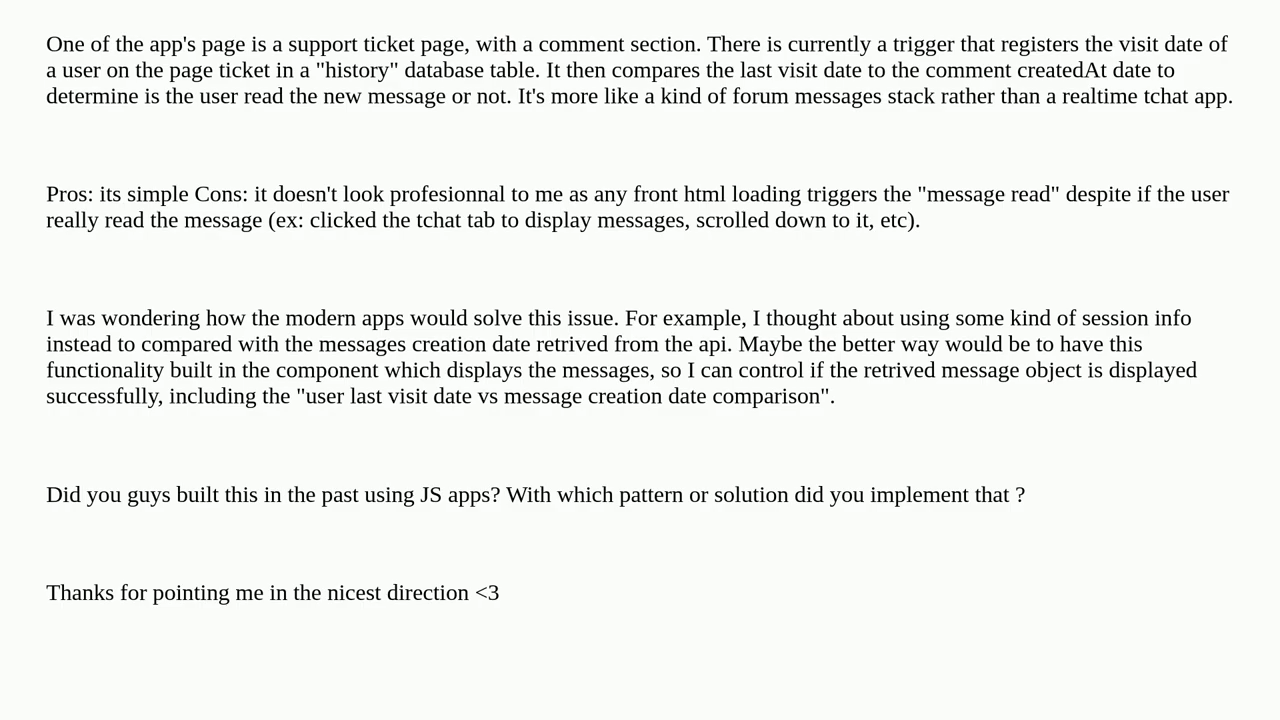 One of the app's page is a support ticket page, with a comment section. There is currently a trigger that registers the visit date of
a user on the page ticket in a "history" database table. It then compares the last visit date to the comment createdAt date to
determine is the user read the new message or not. It's more like a kind of forum messages stack rather than a realtime tchat app.
Pros: its simple Cons: it doesn't look profesionnal to me as any front html loading triggers the "message read" despite if the user
really read the message (ex: clicked the tchat tab to display messages, scrolled down to it, etc).
I was wondering how the modern apps would solve this issue. For example, I thought about using some kind of session info
instead to compared with the messages creation date retrived from the api. Maybe the better way would be to have this
functionality built in the component which displays the messages, so I can control if the retrived message object is displayed
successfully, including the "user last visit date vs message creation date comparison".
Did you guys built this in the past using JS apps? With which pattern or solution did you implement that ?
Thanks for pointing me in the nicest direction <3